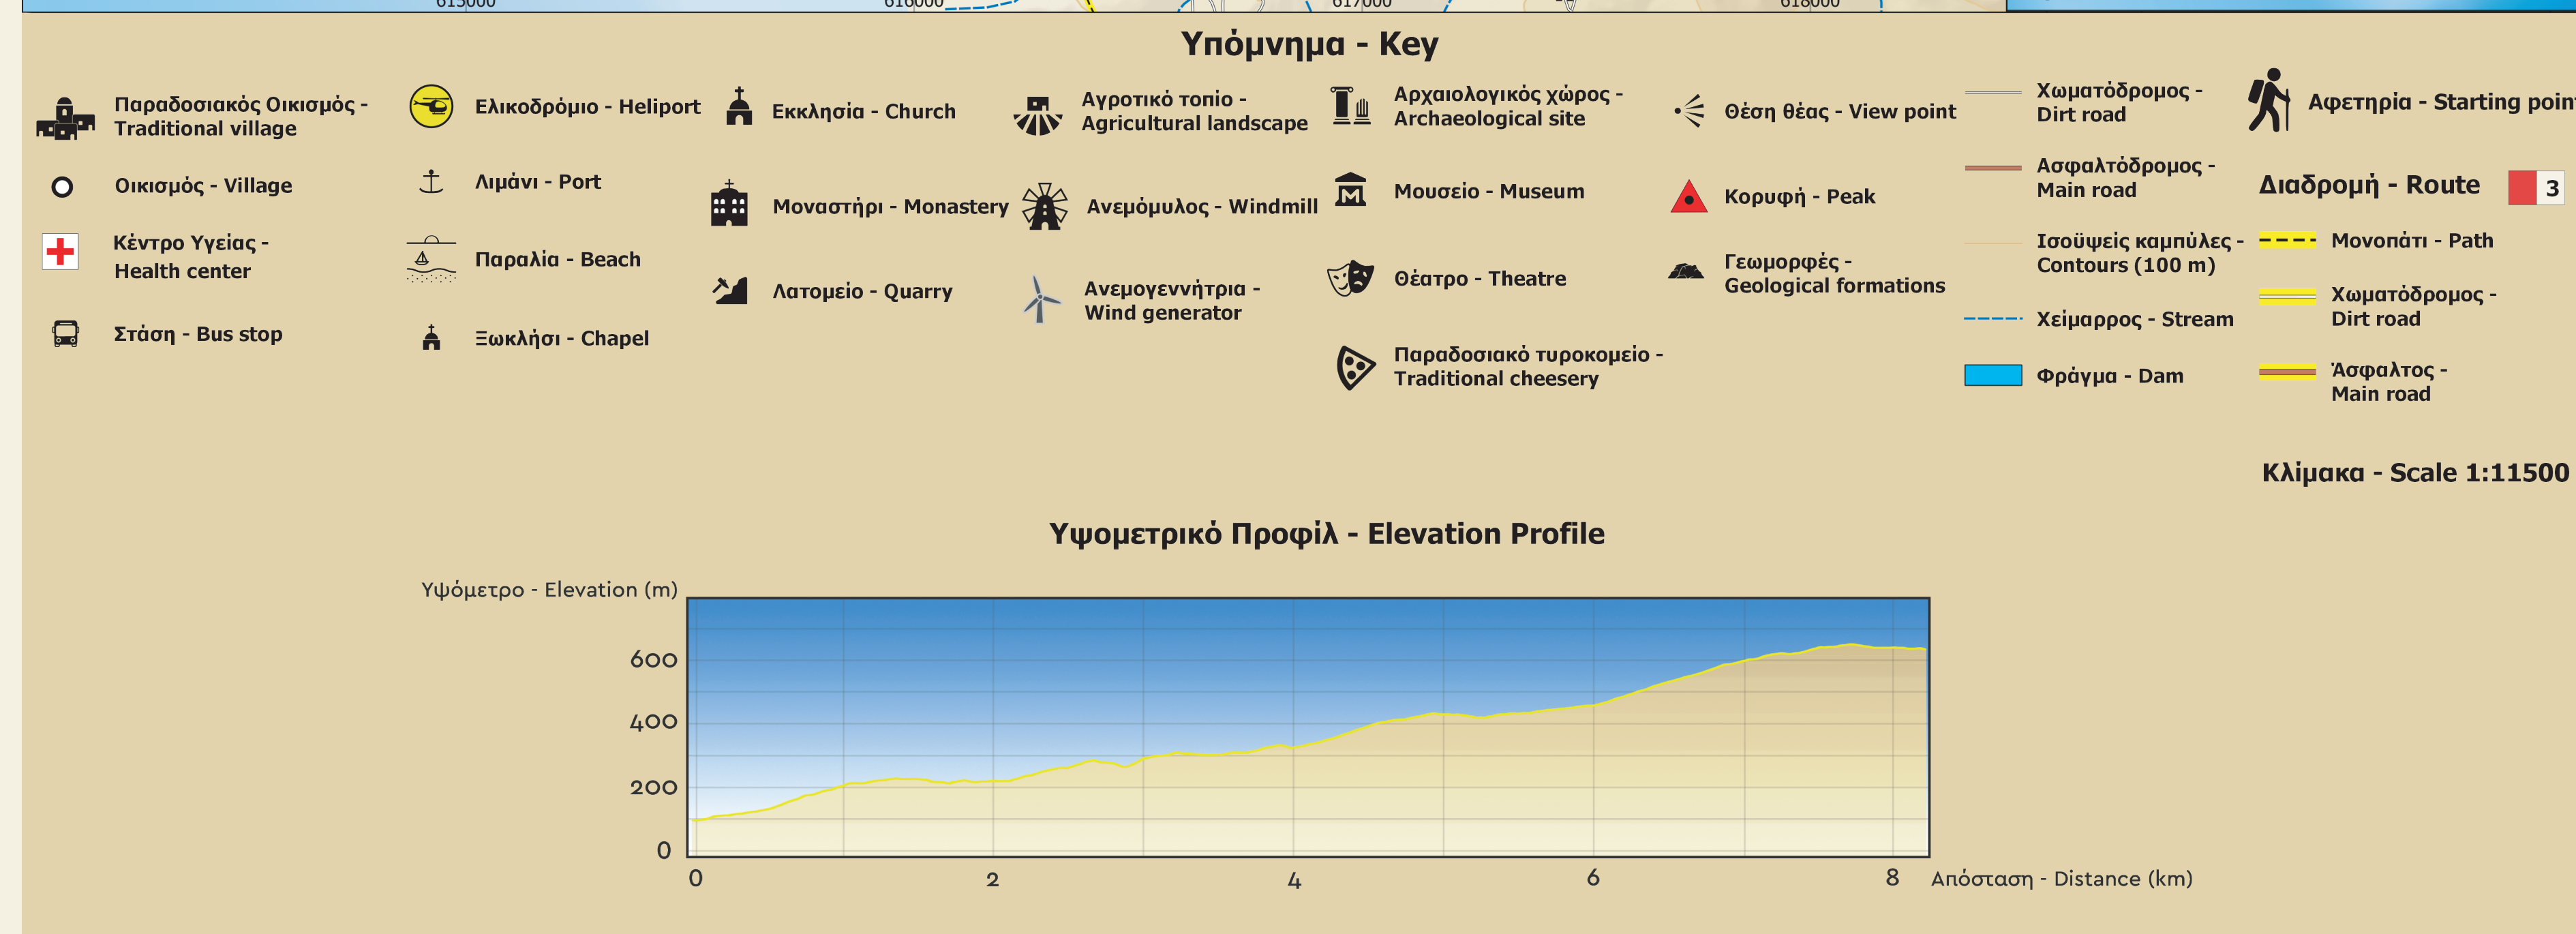 615000 616000 617000 618000
Υπόμνημα - Key
Παραδοσιακός Οικισμός -
Traditional village
Οικισμός - Village
Κέντρο Υγείας -
Health center
Στάση - Bus stop
Ελικοδρόμιο - Heliport
Λιμάνι - Port
Παραλία - Beach
Ξωκλήσι - Chapel
Εκκλησία - Church
Μοναστήρι - Monastery
Λατομείο - Quarry
Αγροτικό τοπίο -
Agricultural landscape
Ανεμόμυλος - Windmill
Ανεμογεννήτρια -
Wind generator
Αρχαιολογικός χώρος -
Archaeological site
Μουσείο - Museum
M
Θέατρο - Theatre
Παραδοσιακό τυροκομείο -
Traditional cheesery
Θέση θέας - View point
Κορυφή - Peak
Γεωμορφές -
Geological formations
Χωματόδρομος -
Dirt road
Ασφαλτόδρομος -
Main road
Ισοϋψείς καμπύλες -
Contours (100 m)
Χείμαρρος - Stream
Φράγμα - Dam
Αφετηρία - Starting point
Διαδρομή - Route 3
Μονοπάτι - Path
Χωματόδρομος -
Dirt road
Άσφαλτος -
Main road
Κλίμακα - Scale 1:11500
Υψομετρικό Προφίλ - Elevation Profile
Υψόμετρο - Elevation (m)
600
400
200
0
0 2 4 6 8 Απόσταση - Distance (km)